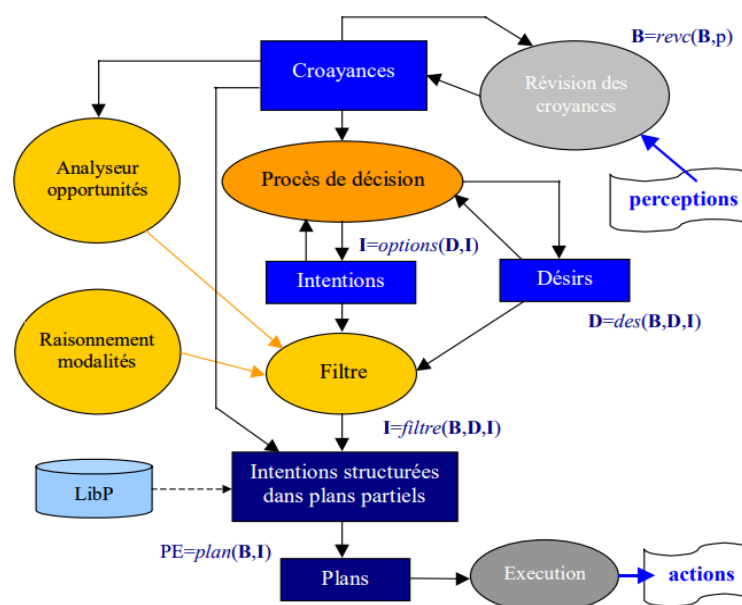 B=revc(B,p)
Croayances
Révision des
croyances
Analyseur
opportunités
Procès de décision
perceptions
I=options(D,I)
Intentions
Désirs
D=des(B,D,I)
Raisonnement
modalités
Filtre
I=filtre(B,D,I)
Intentions structurées
dans plans partiels
LibP
PE=plan(B,I)
Plans
Execution
actions